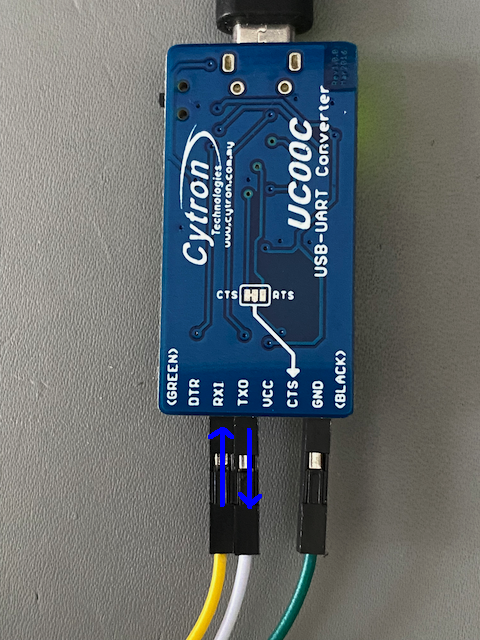 Cytron
Technologies
www.cytron.com.my
UC00C
USB-UART Converter
CTS
RTS
<GREEN>
DTR
RXI
TXO
VCC
CTS
GND
<BLACK>